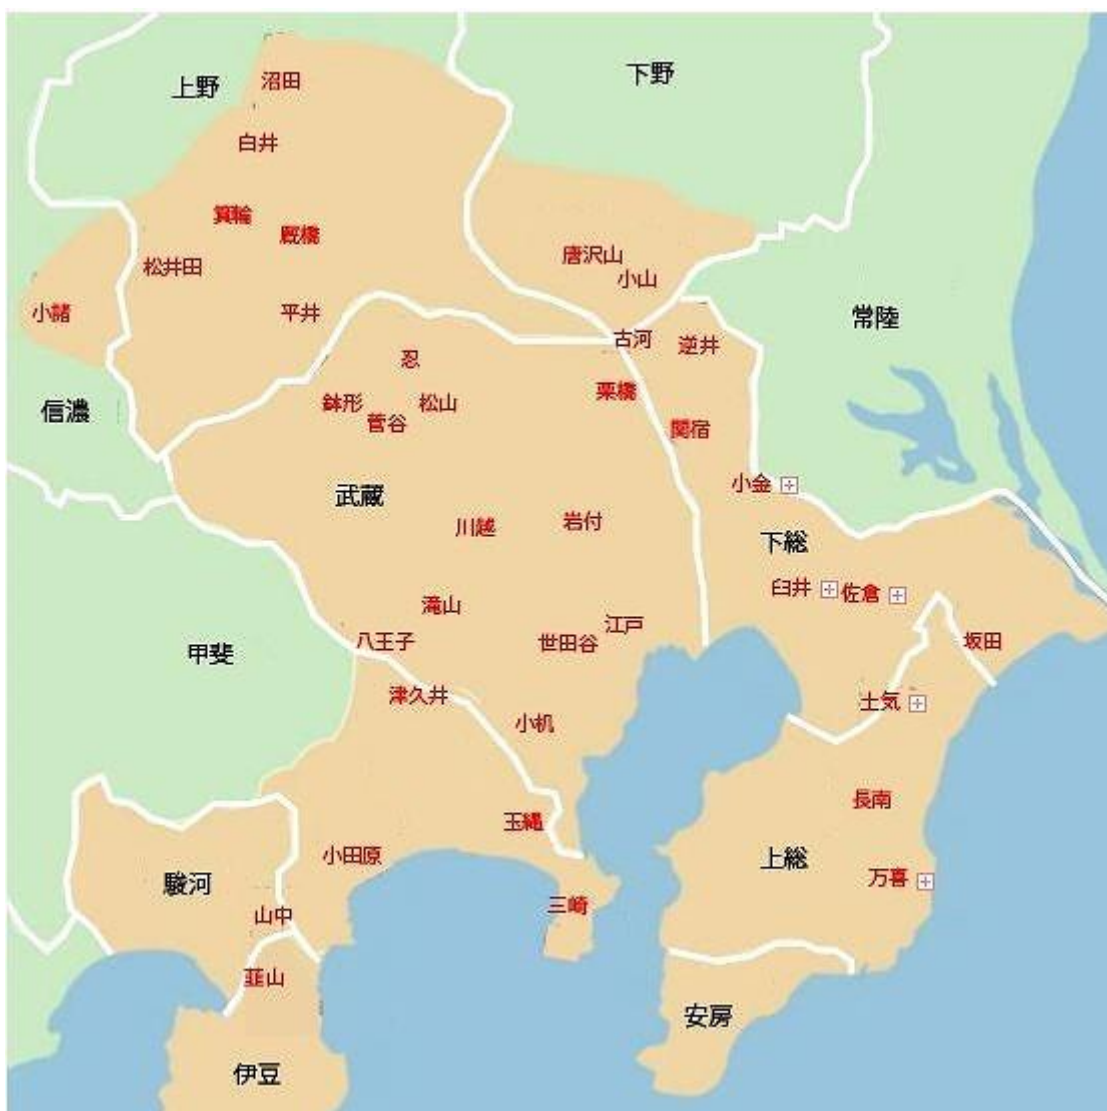 上野
沼田
下野
白井
箕輪
厩橋
唐沢山
松井田
小山
小諸
平井
常陸
古河
逆井
忍
栗橋
鉢形
松山
信濃
菅谷
関宿
小金
武蔵
岩付
川越
下総
臼井
佐倉
滝山
江戸
八王子
世田谷
坂田
甲斐
津久井
土気
小机
長南
玉縄
小田原
上総
万喜
駿河
三崎
山中
韮山
安房
伊豆